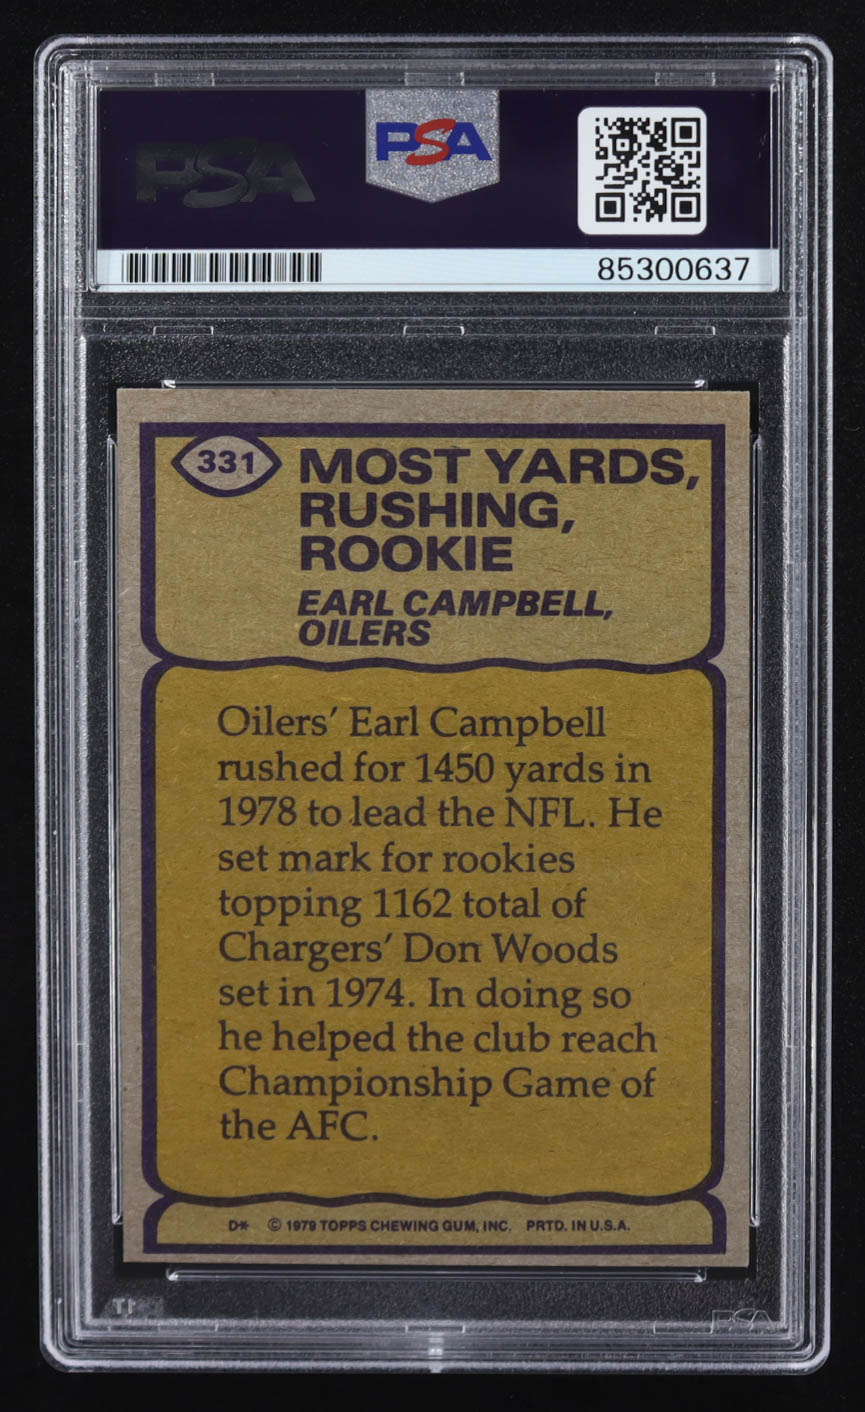 PSA
PSA
85300637
331
MOST YARDS,
RUSHING,
ROOKIE
EARL CAMPBELL,
OILERS
Oilers' Earl Campbell
rushed for 1450 yards in
1978 to lead the NFL. He
set mark for rookies
topping 1162 total of
Chargers' Don Woods
set in 1974. In doing so
he helped the club reach
Championship Game of
the AFC.
D* © 1979 TOPPS CHEWING GUM, INC. PRTD. IN U.S.A.
PSA